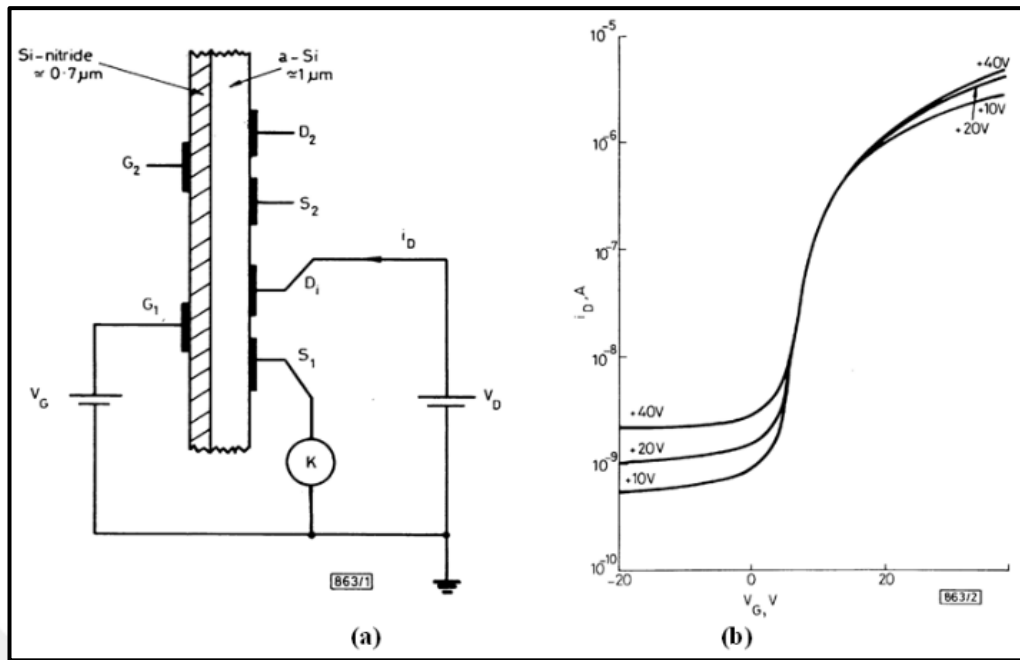 Si-nitride
≈ 0·7μm
a-Si
≈1μm
D2
G2
S2
iD
Di
G1
S1
VG
VD
K
863/1
(a)
10-5
10-6
10-7
iD,A
10-8
10-9
10-10
+40V
+10V
+20V
+40V
+20V
+10V
-20
0
20
VG,V
863/2
(b)